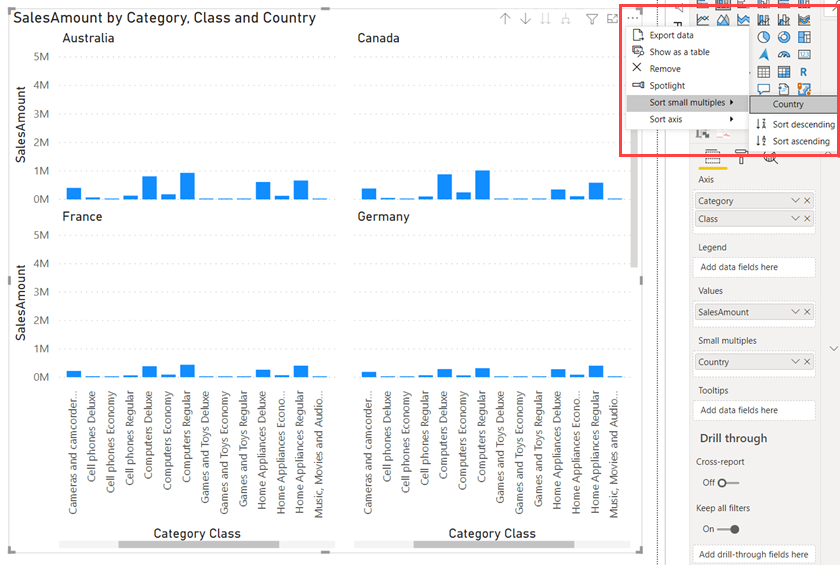 SalesAmount by Category, Class and Country
Australia
Canada
5M
4M
3M
2M
1M
0M
SalesAmount
France
Germany
5M
4M
3M
2M
1M
0M
SalesAmount
Cameras and camcorder...
Cell phones Deluxe
Cell phones Economy
Cell phones Regular
Computers Deluxe
Computers Economy
Computers Regular
Games and Toys Deluxe
Games and Toys Economy
Games and Toys Regular
Home Appliances Deluxe
Home Appliances Econo...
Home Appliances Regular
Music, Movies and Audio...
Cameras and camcorder...
Cell phones Deluxe
Cell phones Economy
Cell phones Regular
Computers Deluxe
Computers Economy
Computers Regular
Games and Toys Deluxe
Games and Toys Economy
Games and Toys Regular
Home Appliances Deluxe
Home Appliances Econo...
Home Appliances Regular
Music, Movies and Audio...
Category Class
Category Class
Export data
Show as a table
Remove
Spotlight
Sort small multiples
Sort axis
Country
Sort descending
Sort ascending
R
Axis
Category
Class
Legend
Add data fields here
Values
SalesAmount
Small multiples
Country
Tooltips
Add data fields here
Drill through
Cross-report
Off
Keep all filters
On
Add drill-through fields here